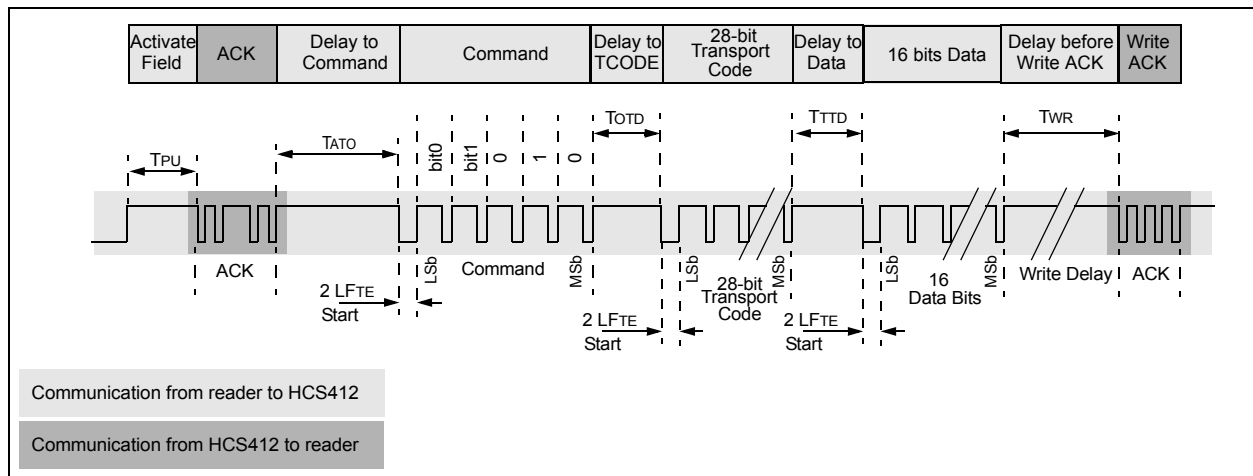 Activate Field
ACK
Delay to Command
Command
Delay to TCODE
28-bit Transport Code
Delay to Data
16 bits Data
Delay before Write ACK
Write ACK
TPU
TATO
bit0
bit1
0
1
0
TOTD
TTTD
TWR
ACK
LSb
Command
MSb
LSb
28-bit
Transport
Code
MSb
LSb
16
Data Bits
MSb
Write Delay
ACK
2 LFTE
Start
2 LFTE
Start
2 LFTE
Start
Communication from reader to HCS412
Communication from HCS412 to reader